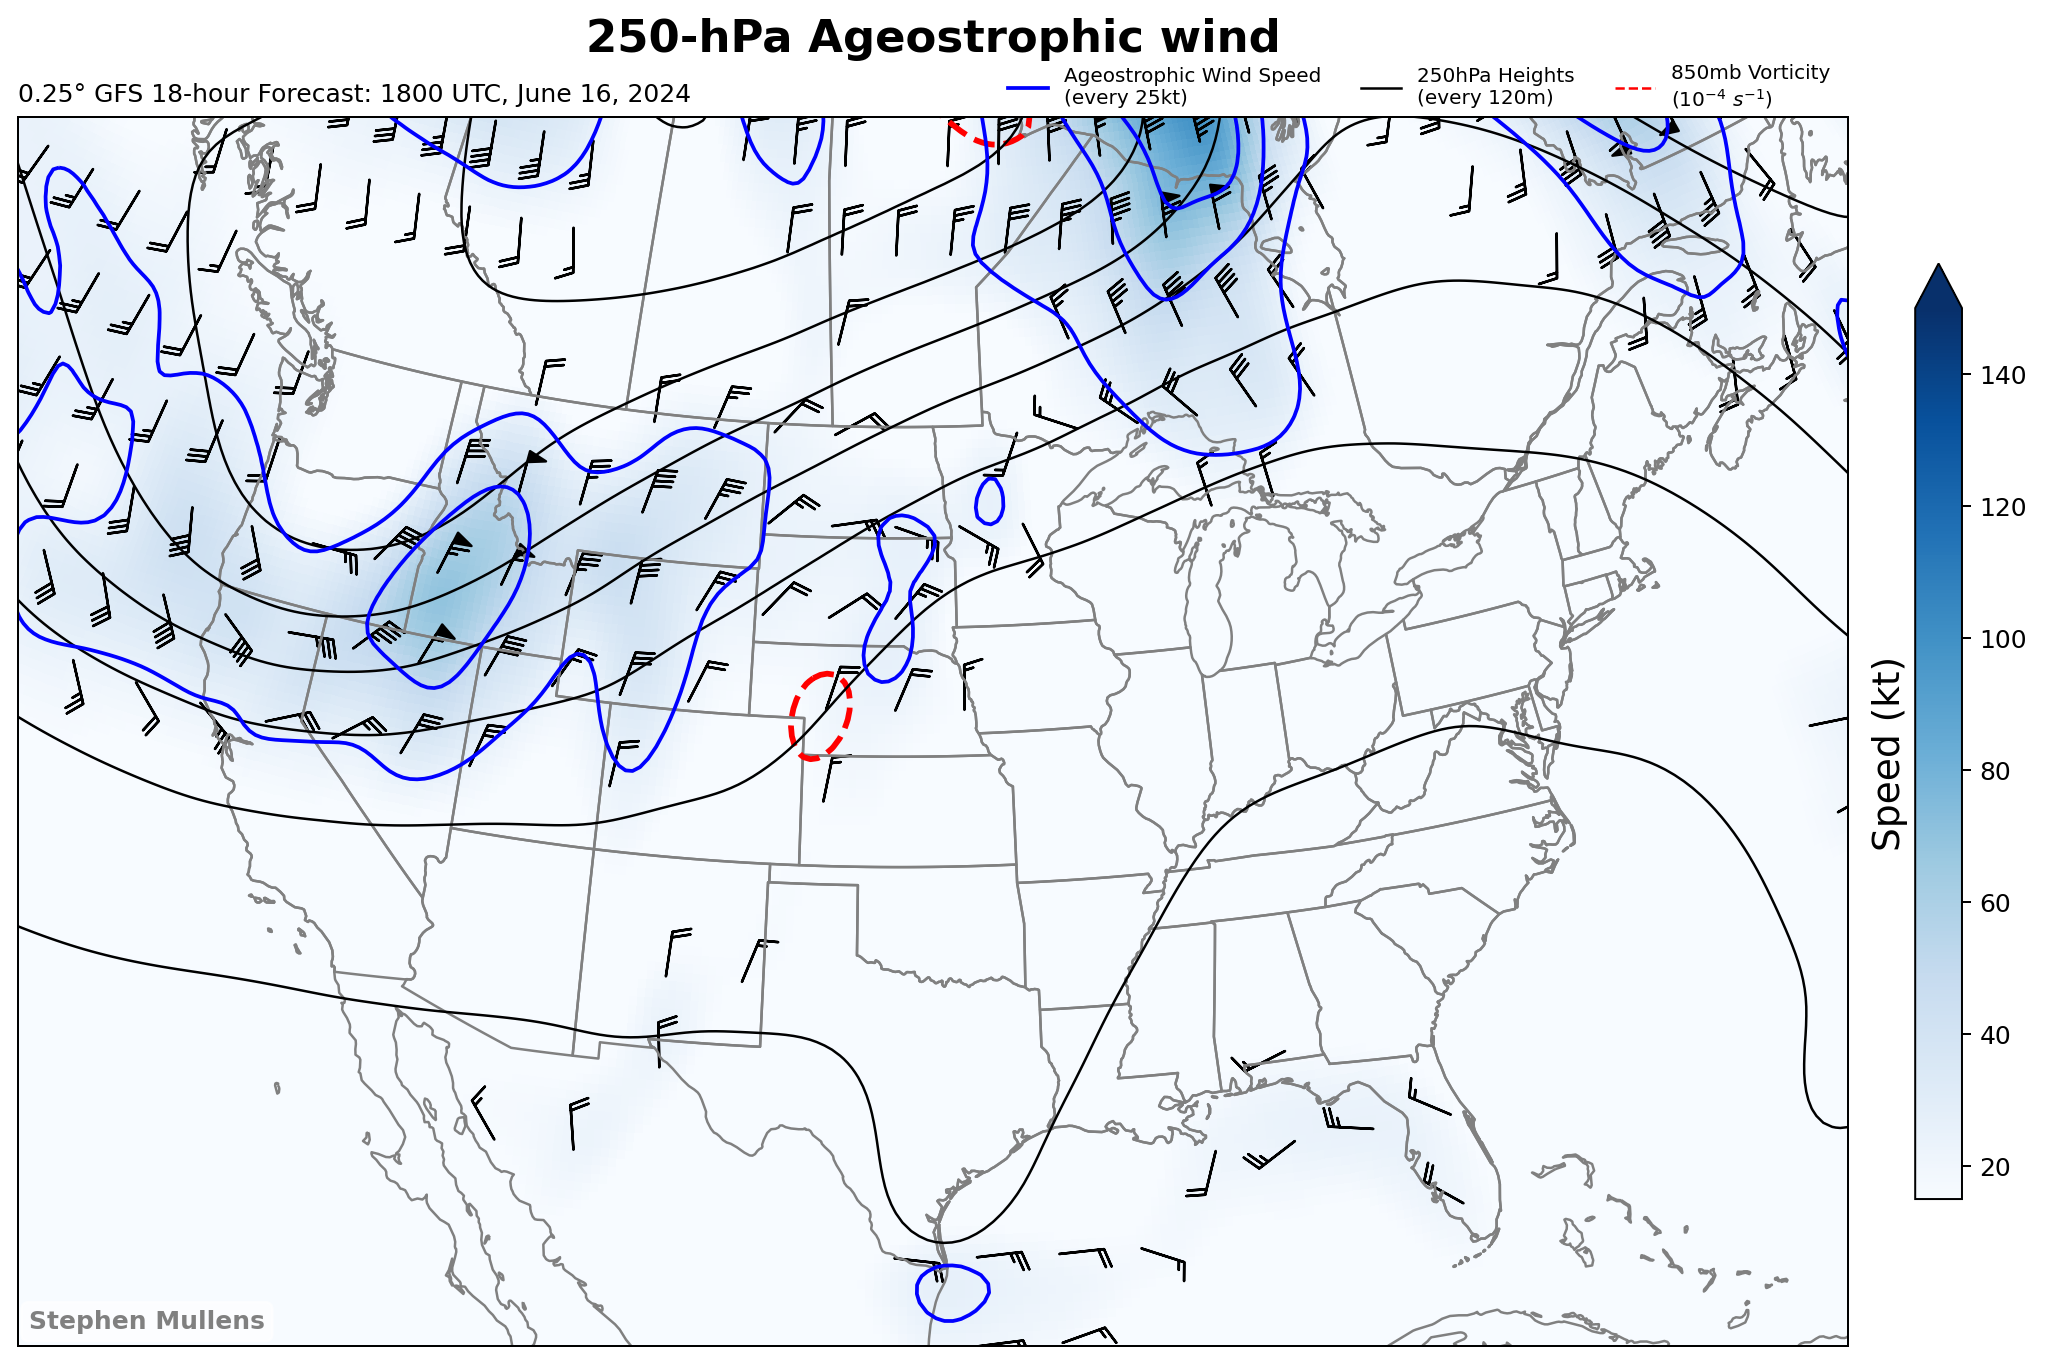 250-hPa Ageostrophic wind
0.25° GFS 18-hour Forecast: 1800 UTC, June 16, 2024
Ageostrophic Wind Speed
(every 25kt)
250hPa Heights
(every 120m)
850mb Vorticity
(10⁻⁴ s⁻¹)
140
120
100
80
60
40
20
Speed (kt)
Stephen Mullens